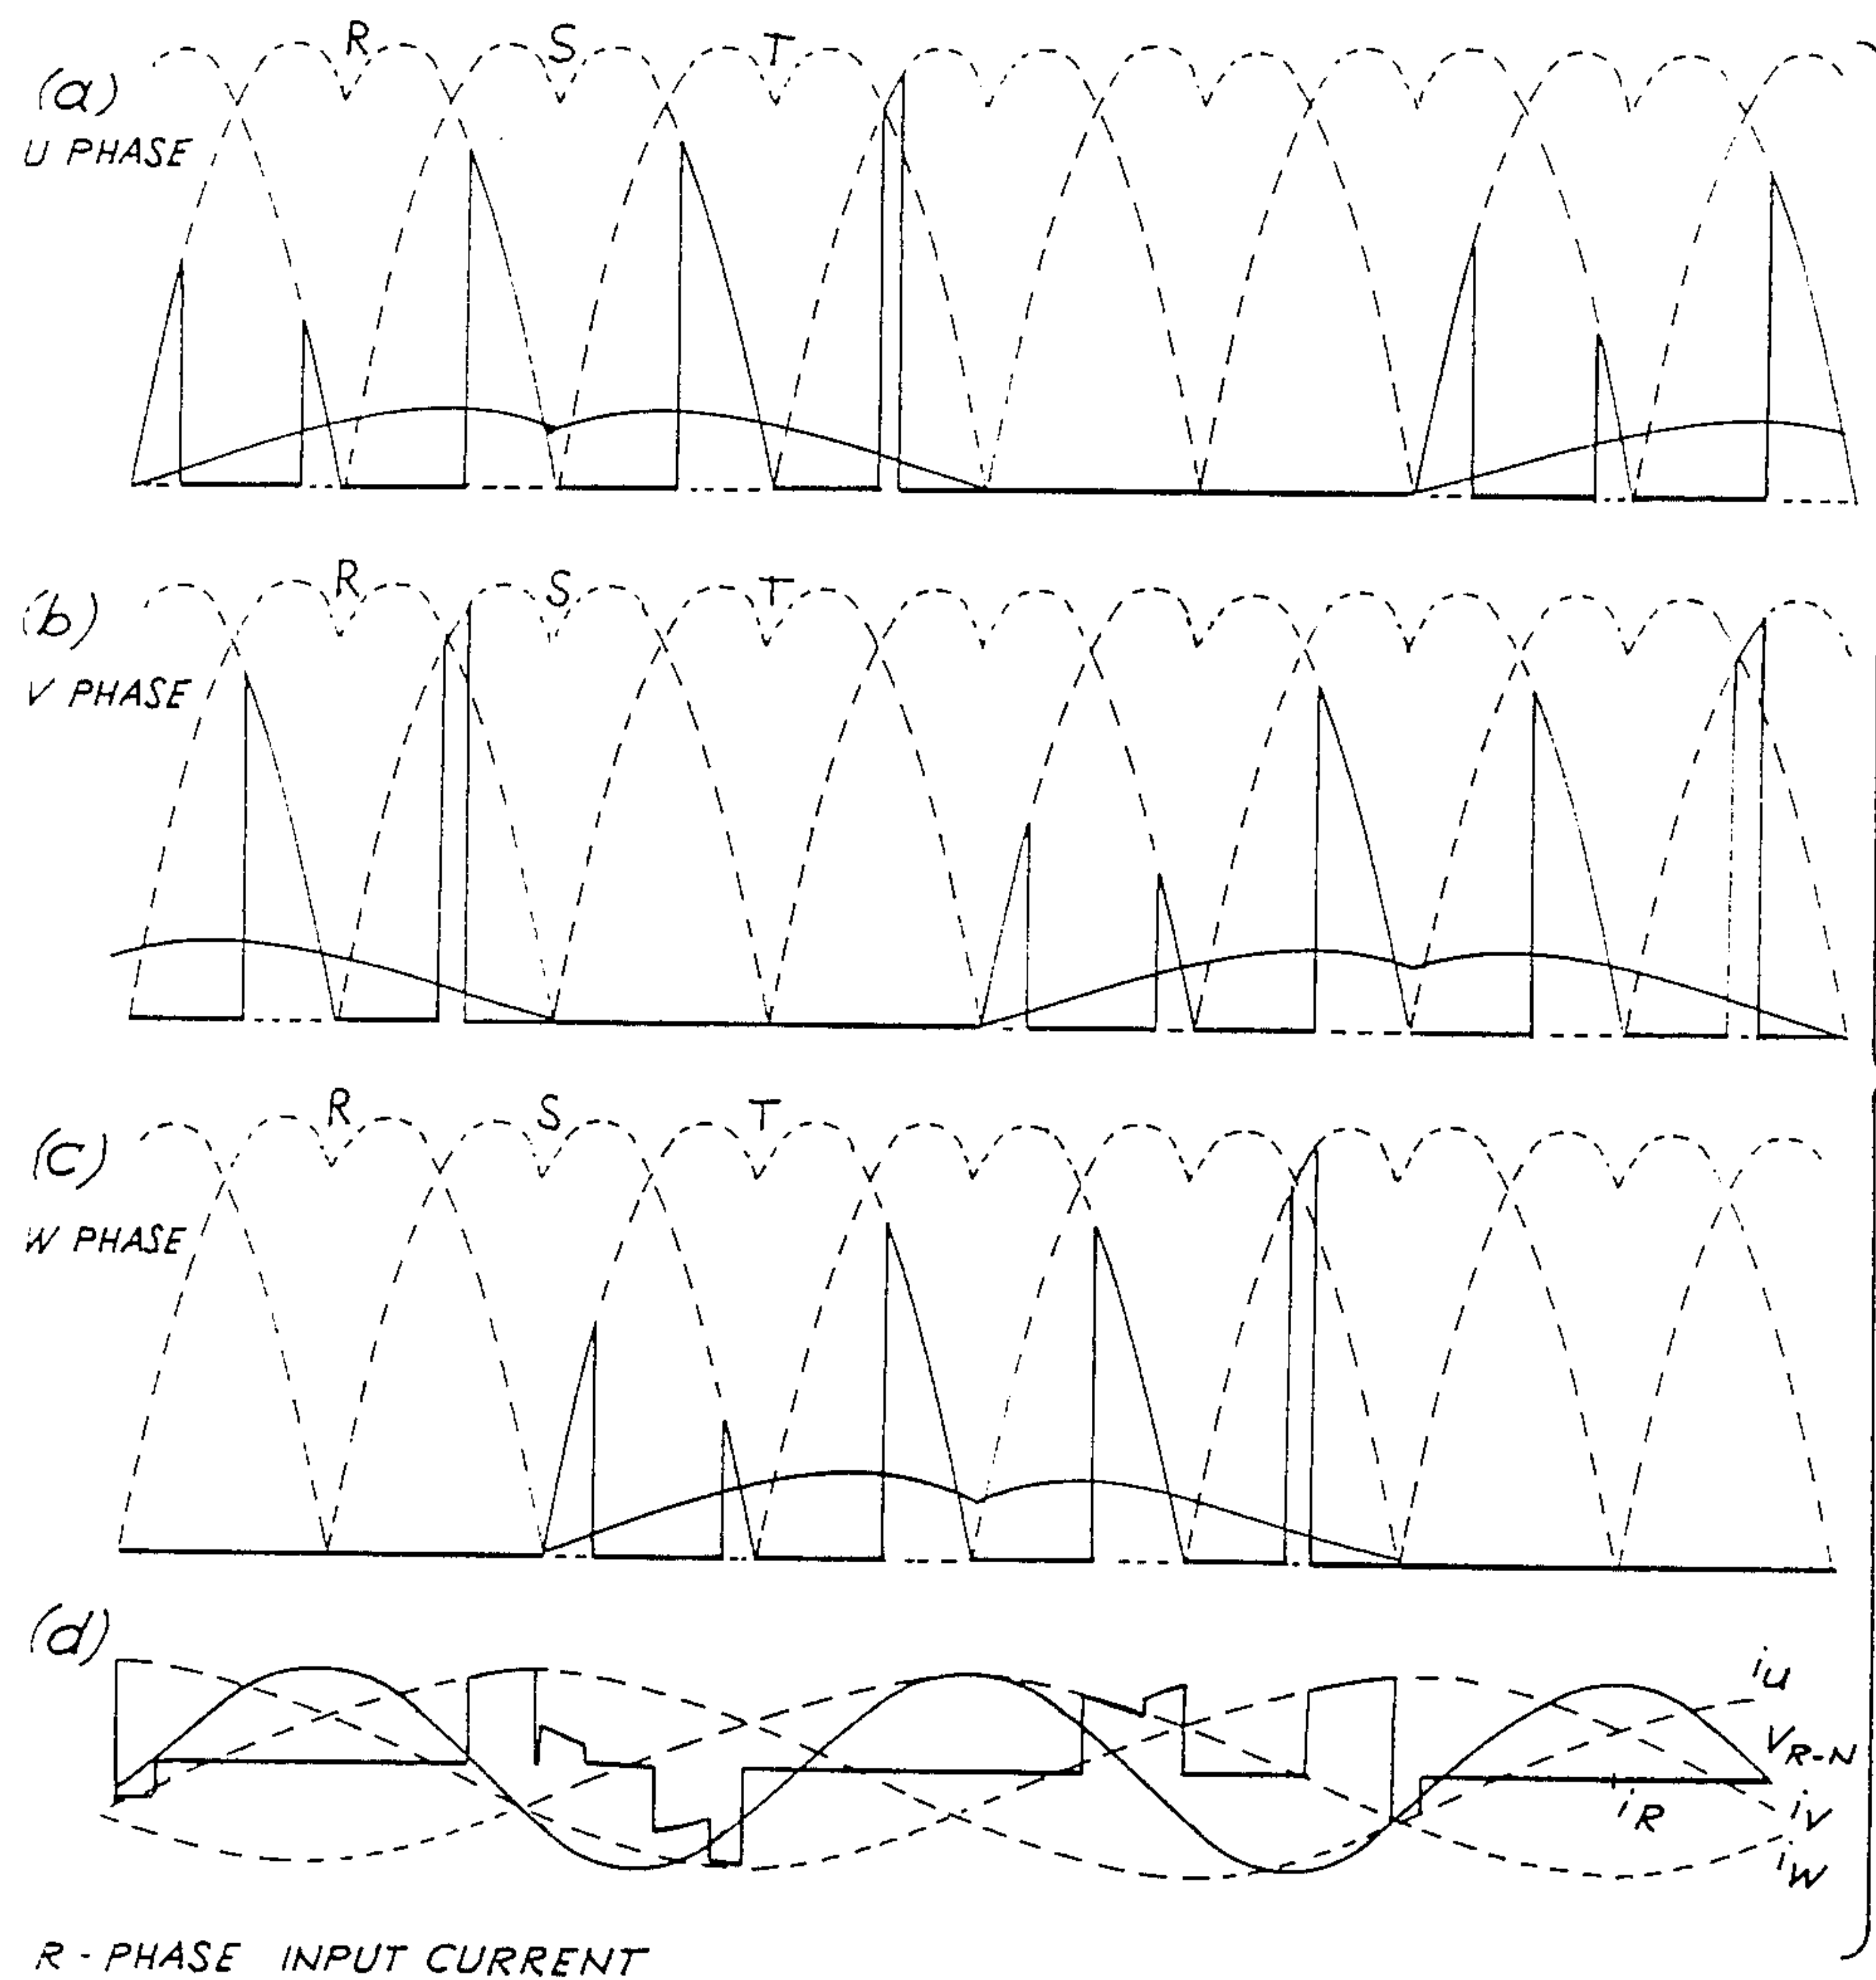 R S T
(a)
U PHASE
R S T
(b)
V PHASE
R S T
(c)
W PHASE
(d)
iU
VR-N
iR
iV
iW
R-PHASE INPUT CURRENT